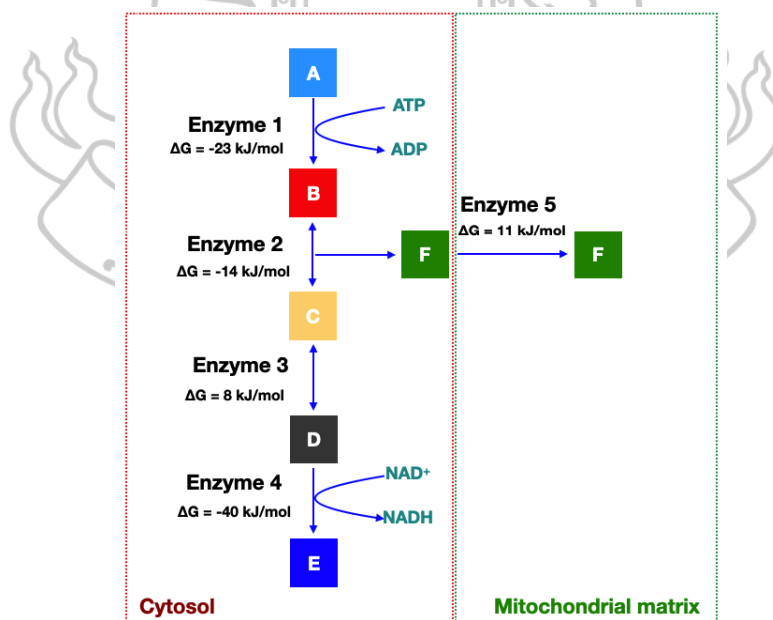 A
ATP
Enzyme 1
ΔG = -23 kJ/mol
ADP
B
Enzyme 5
ΔG = 11 kJ/mol
Enzyme 2
ΔG = -14 kJ/mol
F
F
C
Enzyme 3
ΔG = 8 kJ/mol
D
Enzyme 4
NAD⁺
ΔG = -40 kJ/mol
NADH
E
Cytosol
Mitochondrial matrix